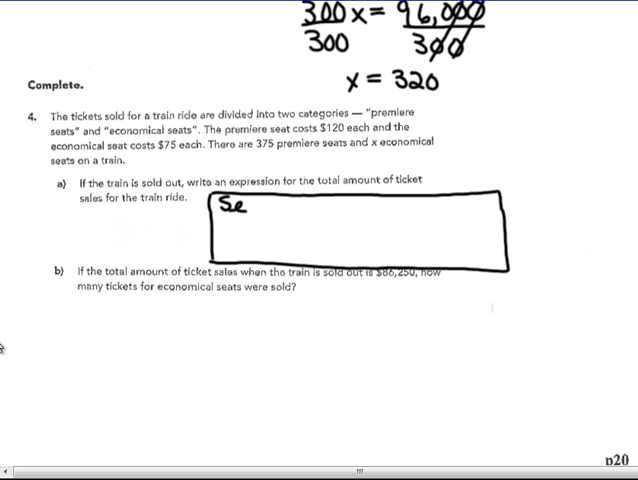 300x = 96,000
300 300
x = 320
Complete.
4. The tickets sold for a train ride are divided into two categories — "premiere
seats" and "economical seats". The premiere seat costs $120 each and the
economical seat costs $75 each. There are 375 premiere seats and x economical
seats on a train.
a) If the train is sold out, write an expression for the total amount of ticket
sales for the train ride.
Se
b) If the total amount of ticket sales when the train is sold out is $86,250, how
many tickets for economical seats were sold?
p20